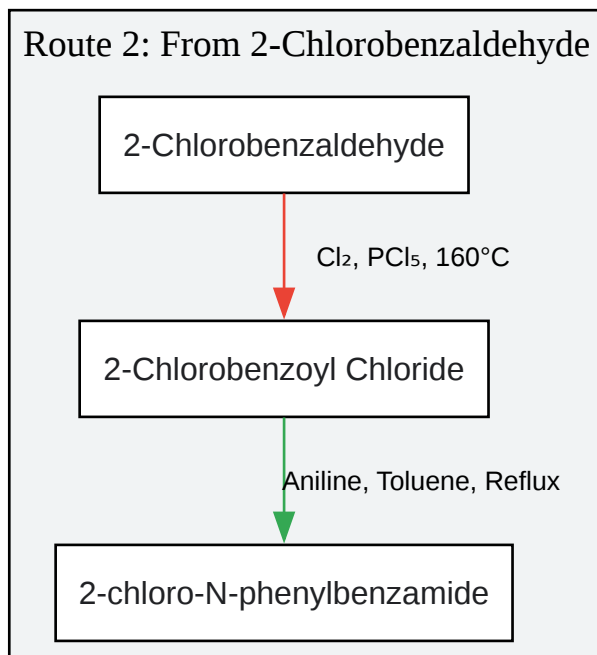 Route 2: From 2-Chlorobenzaldehyde
2-Chlorobenzaldehyde
Cl₂, PCl₅, 160°C
2-Chlorobenzoyl Chloride
Aniline, Toluene, Reflux
2-chloro-N-phenylbenzamide